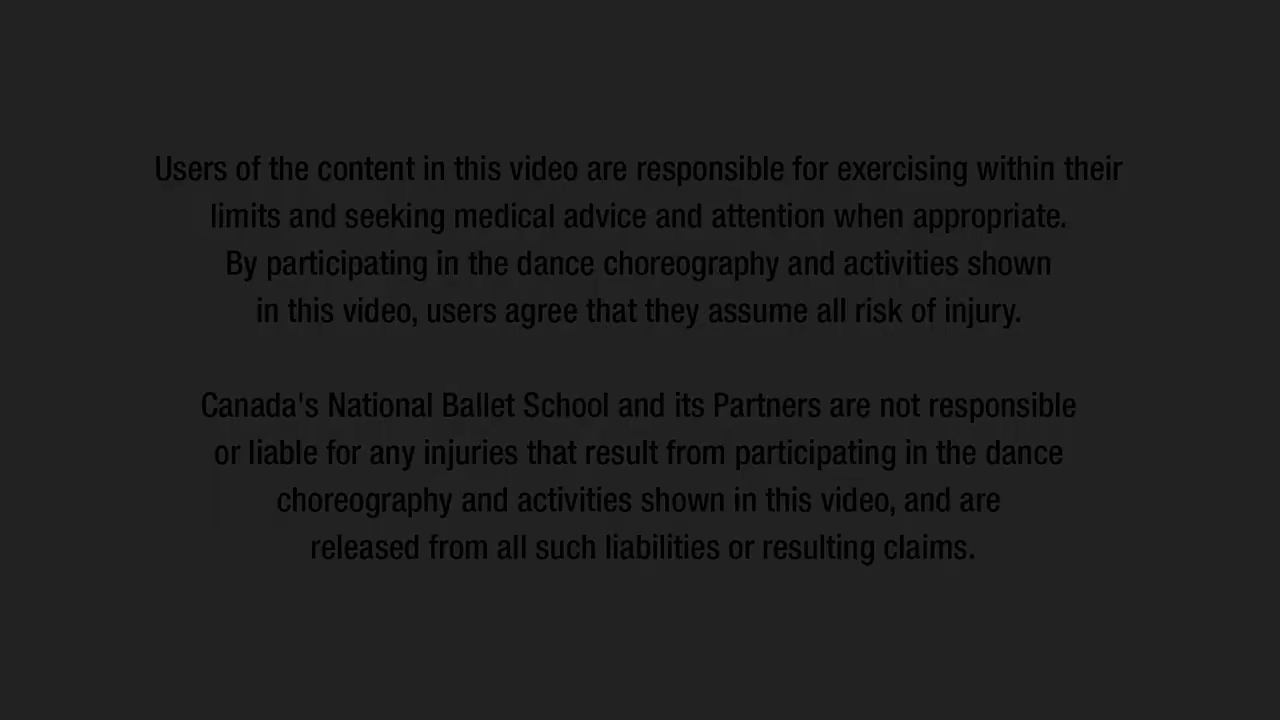 Users of the content in this video are responsible for exercising within their
limits and seeking medical advice and attention when appropriate.
By participating in the dance choreography and activities shown
in this video, users agree that they assume all risk of injury.
Canada's National Ballet School and its Partners are not responsible
or liable for any injuries that result from participating in the dance
choreography and activities shown in this video, and are
released from all such liabilities or resulting claims.